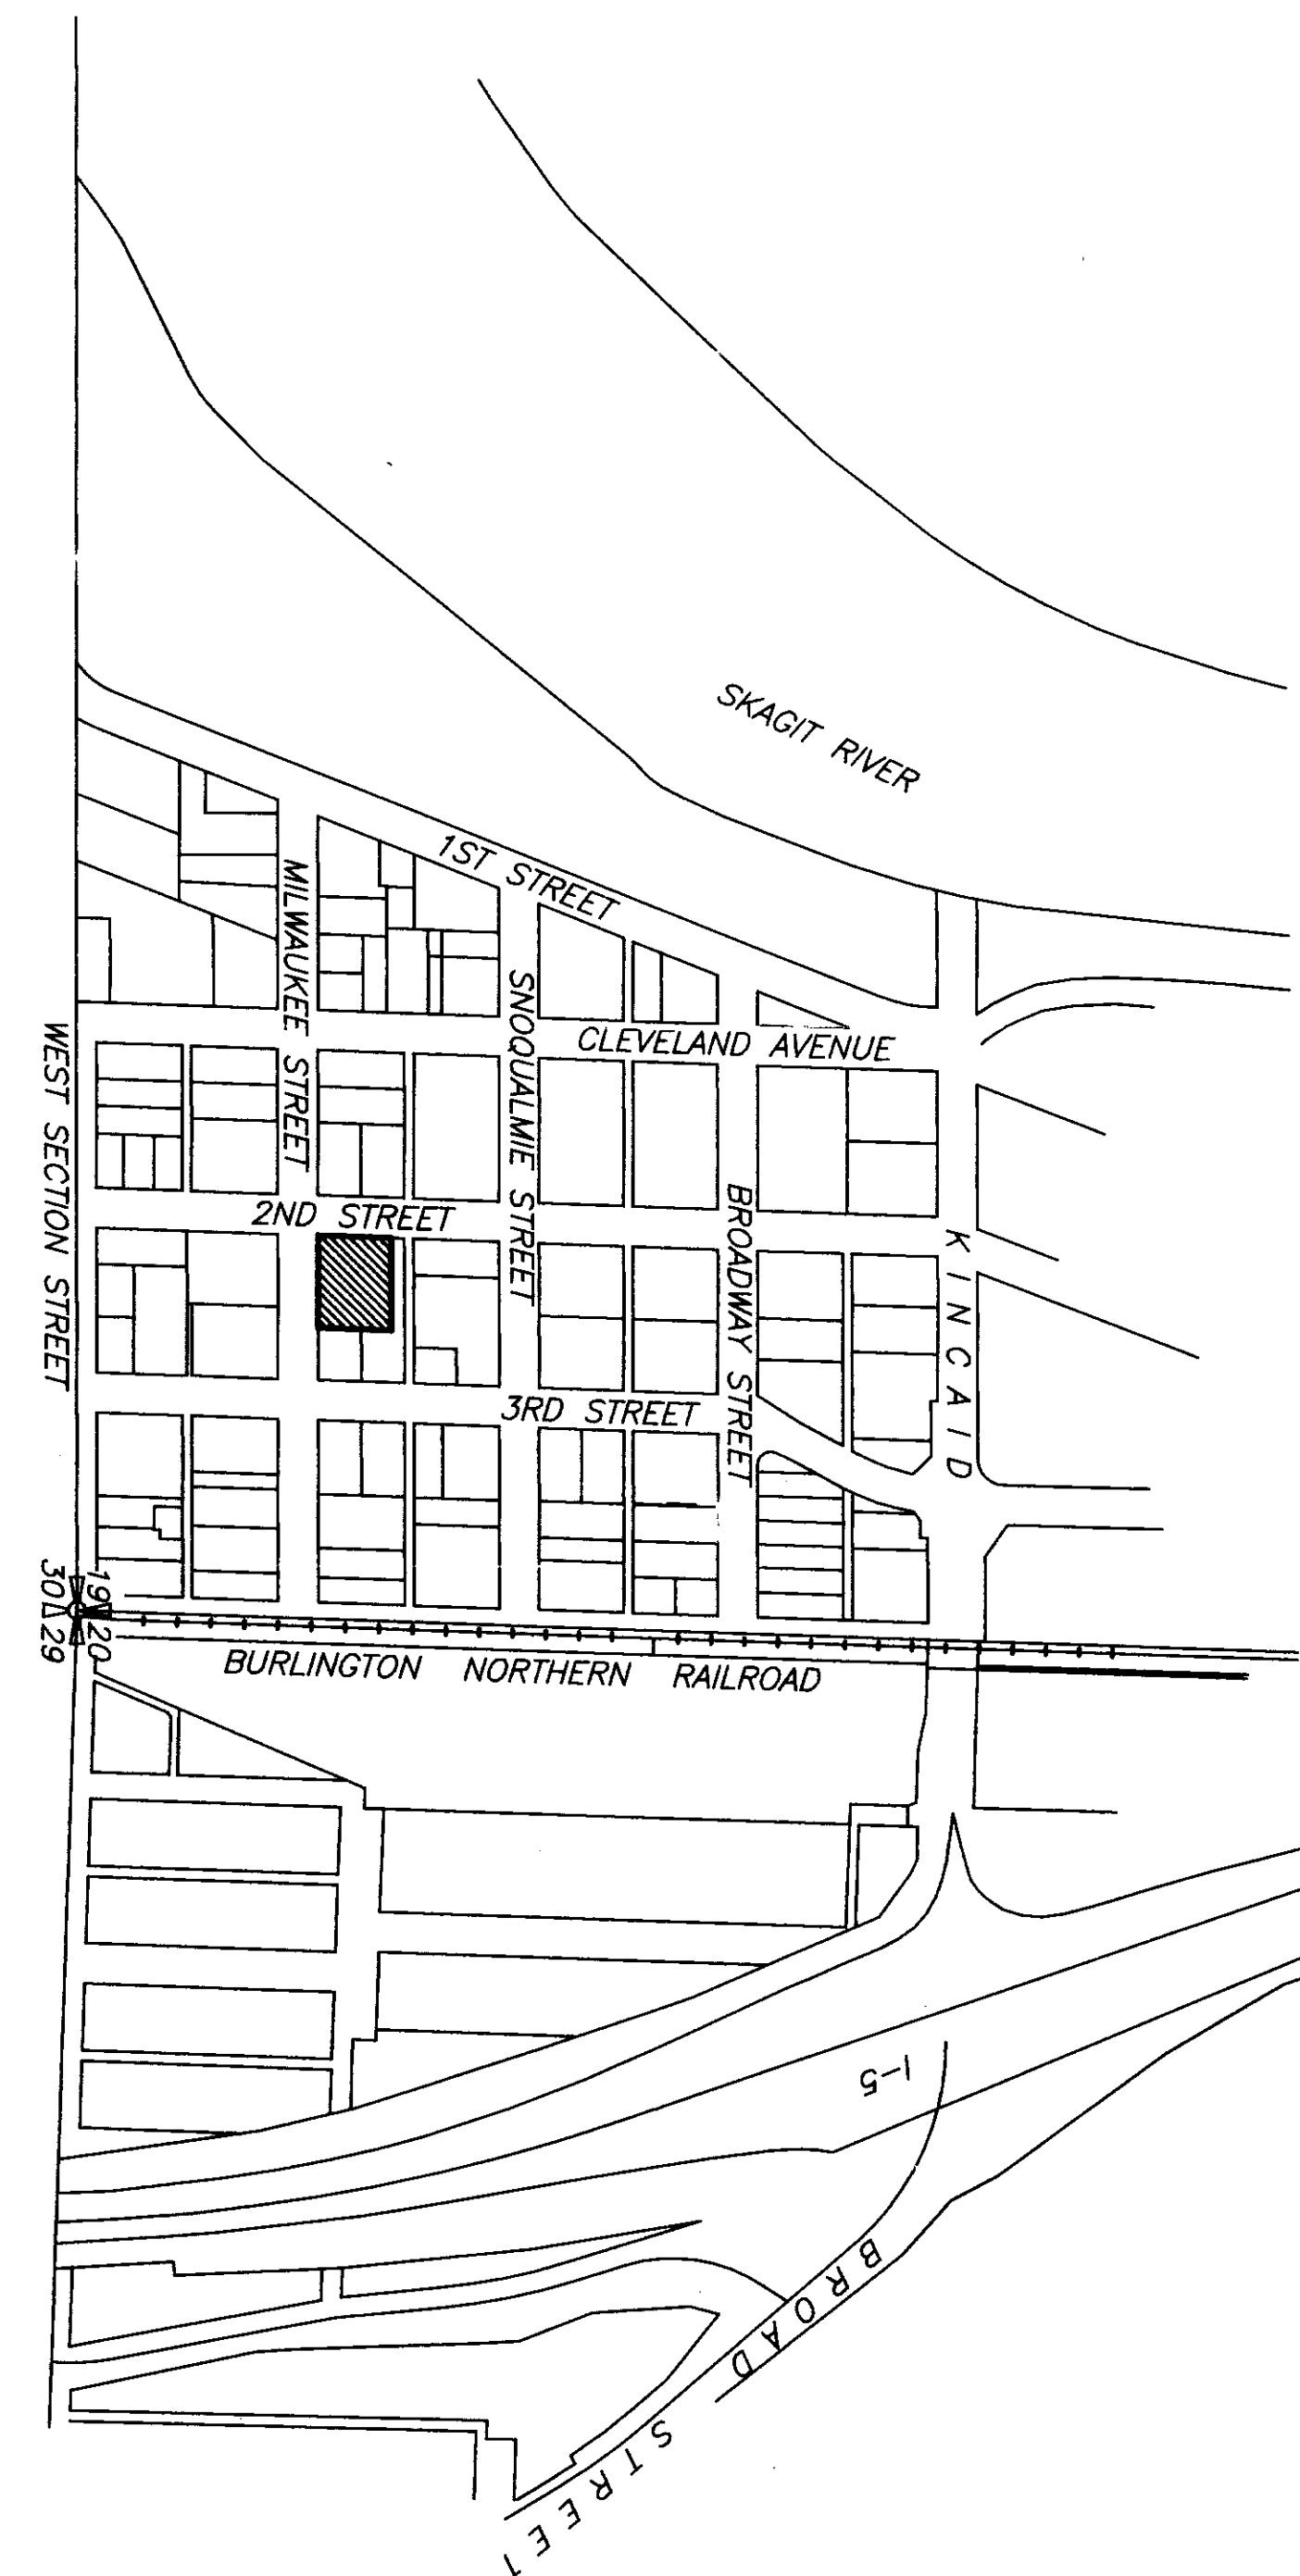 SKAGIT RIVER
1ST STREET
MILWAUKEE STREET
SNOQUALMIE STREET
CLEVELAND AVENUE
WEST SECTION STREET
2ND STREET
BROADWAY STREET
KINCAID
3RD STREET
19 20
30 29
BURLINGTON NORTHERN RAILROAD
I-5
BROAD STREET